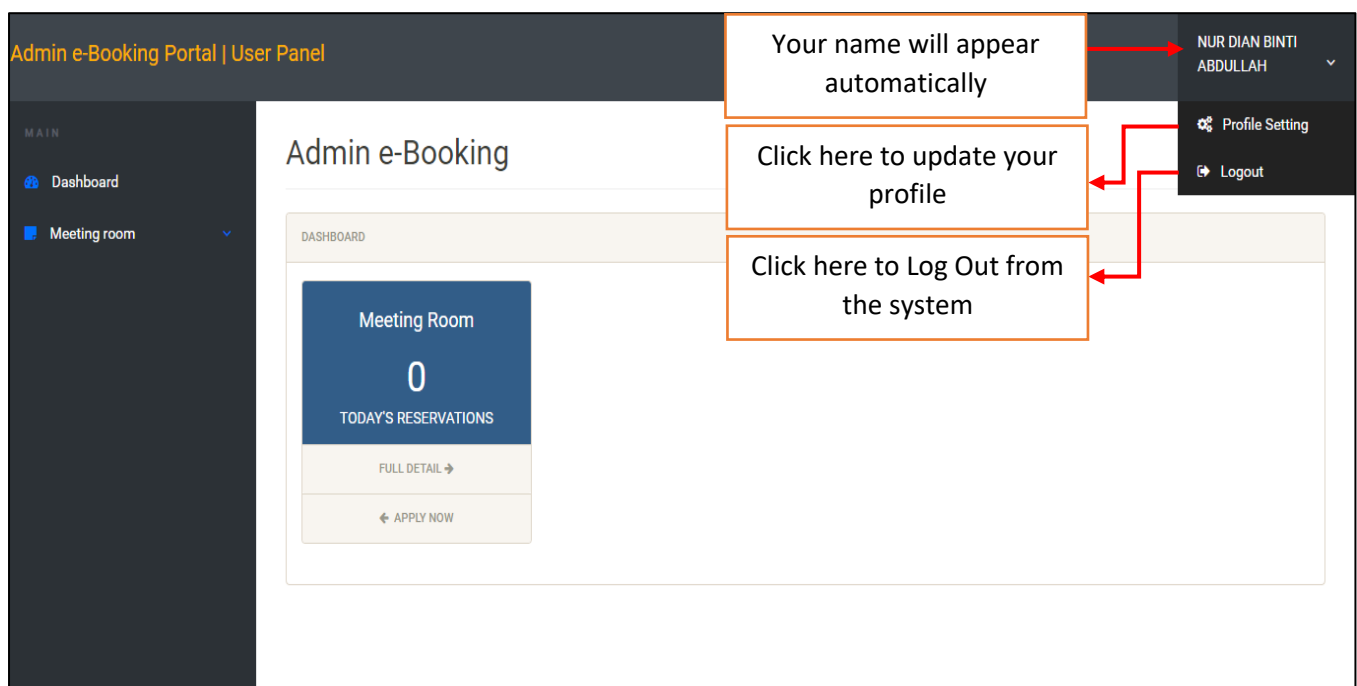 Admin e-Booking Portal | User Panel
Your name will appear
automatically
NUR DIAN BINTI
ABDULLAH
MAIN
Dashboard
Meeting room
Admin e-Booking
Click here to update your
profile
Profile Setting
Logout
DASHBOARD
Click here to Log Out from
the system
Meeting Room
0
TODAY'S RESERVATIONS
FULL DETAIL
APPLY NOW